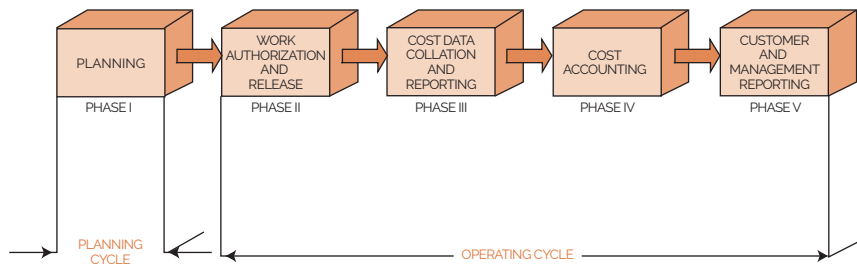 PLANNING
WORK
AUTHORIZATION
AND
RELEASE
COST DATA
COLLATION
AND
REPORTING
COST
ACCOUNTING
CUSTOMER
AND
MANAGEMENT
REPORTING
PHASE I
PHASE II
PHASE III
PHASE IV
PHASE V
PLANNING
CYCLE
OPERATING CYCLE